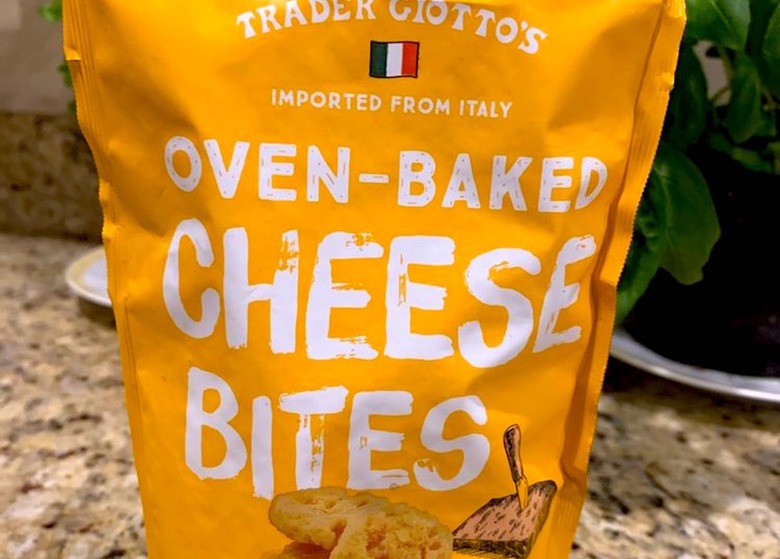 TRADER GIOTTO'S
IMPORTED FROM ITALY
OVEN-BAKED
CHEESE
BITES